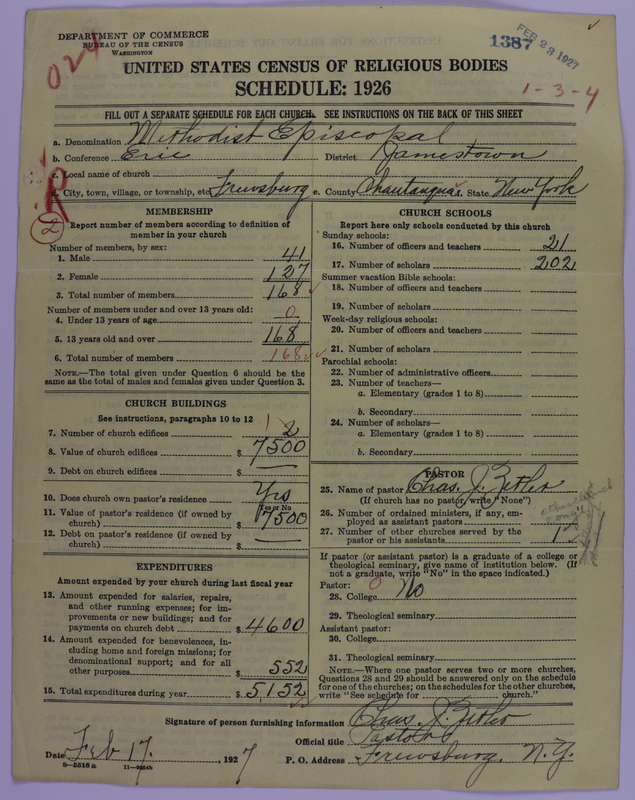 DEPARTMENT OF COMMERCE
BUREAU OF THE CENSUS
WASHINGTON
1387 FEB 23 1927
024
UNITED STATES CENSUS OF RELIGIOUS BODIES
SCHEDULE: 1926
1-3-4
FILL OUT A SEPARATE SCHEDULE FOR EACH CHURCH. SEE INSTRUCTIONS ON THE BACK OF THIS SHEET
a. Denomination Methodist Episcopal
b. Conference Erie District Jamestown
c. Local name of church
d. City, town, village, or township, etc Frewsburg e. County Chautauqua f. State New York
2
MEMBERSHIP
Report number of members according to definition of
member in your church
Number of members, by sex:
1. Male 41
2. Female 127
3. Total number of members 168
Number of members under and over 13 years old:
4. Under 13 years of age 0
5. 13 years old and over 168
6. Total number of members 168
NOTE.—The total given under Question 6 should be
same as the total of males and females given under Question 3.
CHURCH BUILDINGS
See instructions, paragraphs 10 to 12
7. Number of church edifices 1 2
8. Value of church edifices $ 7500
9. Debt on church edifices $ —
10. Does church own pastor's residence Yes
(Yes or No)
11. Value of pastor's residence (if owned by
church) $ 7500
12. Debt on pastor's residence (if owned by
church) $ —
EXPENDITURES
Amount expended by your church during last fiscal year
13. Amount expended for salaries, repairs,
and other running expenses; for im-
provements or new buildings; and for
payments on church debt $ 4600
14. Amount expended for benevolences, in-
cluding home and foreign missions; for
denominational support; and for all
other purposes $ 552
15. Total expenditures during year $ 5152
CHURCH SCHOOLS
Report here only schools conducted by this church
Sunday schools:
16. Number of officers and teachers 21
17. Number of scholars 202
Summer vacation Bible schools:
18. Number of officers and teachers
19. Number of scholars
Week-day religious schools:
20. Number of officers and teachers
21. Number of scholars
Parochial schools:
22. Number of administrative officers
23. Number of teachers—
a. Elementary (grades 1 to 8)
b. Secondary
24. Number of scholars—
a. Elementary (grades 1 to 8)
b. Secondary
PASTOR
25. Name of pastor Chas. J.
(If church has no pastor, write "None")
26. Number of ordained ministers, if any, em-
ployed as assistant pastors
27. Number of other churches served by the
pastor or his assistants 1
If pastor (or assistant pastor) is a graduate of a college or
theological seminary, give name of institution below. (If
not a graduate, write "No" in the space indicated.)
Pastor: 0
28. College No
29. Theological seminary
Assistant pastor:
30. College
31. Theological seminary
NOTE.—Where one pastor serves two or more churches,
Questions 28 and 29 should be answered only on the schedule
for one of the churches; on the schedules for the other churches,
write "See schedule for church."
Signature of person furnishing information Chas. J.
Official title Pastor
Date Feb 17, 1927 P. O. Address Frewsburg, N. Y.
8—5518a 11—9264b